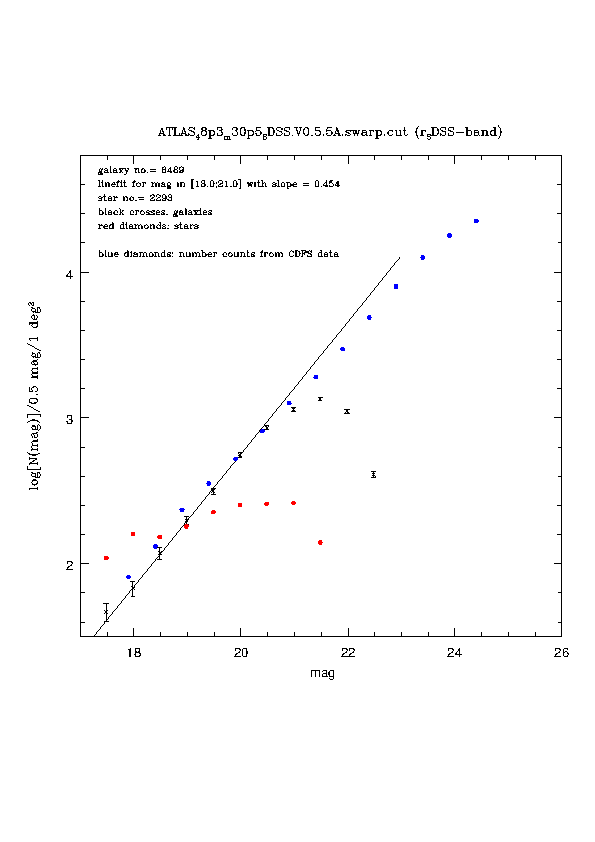 ATLAS_48p3_m30p5_SDSS.V0.5.5A.swarp.cut (r_SDSS-band)
galaxy no.= 8469
linefit for mag in [18.0;21.0] with slope = 0.454
star no.= 2293
black crosses: galaxies
red diamonds: stars
blue diamonds: number counts from CDFS data
log[N(mag)]/0.5 mag/1 deg²
4
3
2
18 20 22 24 26
mag